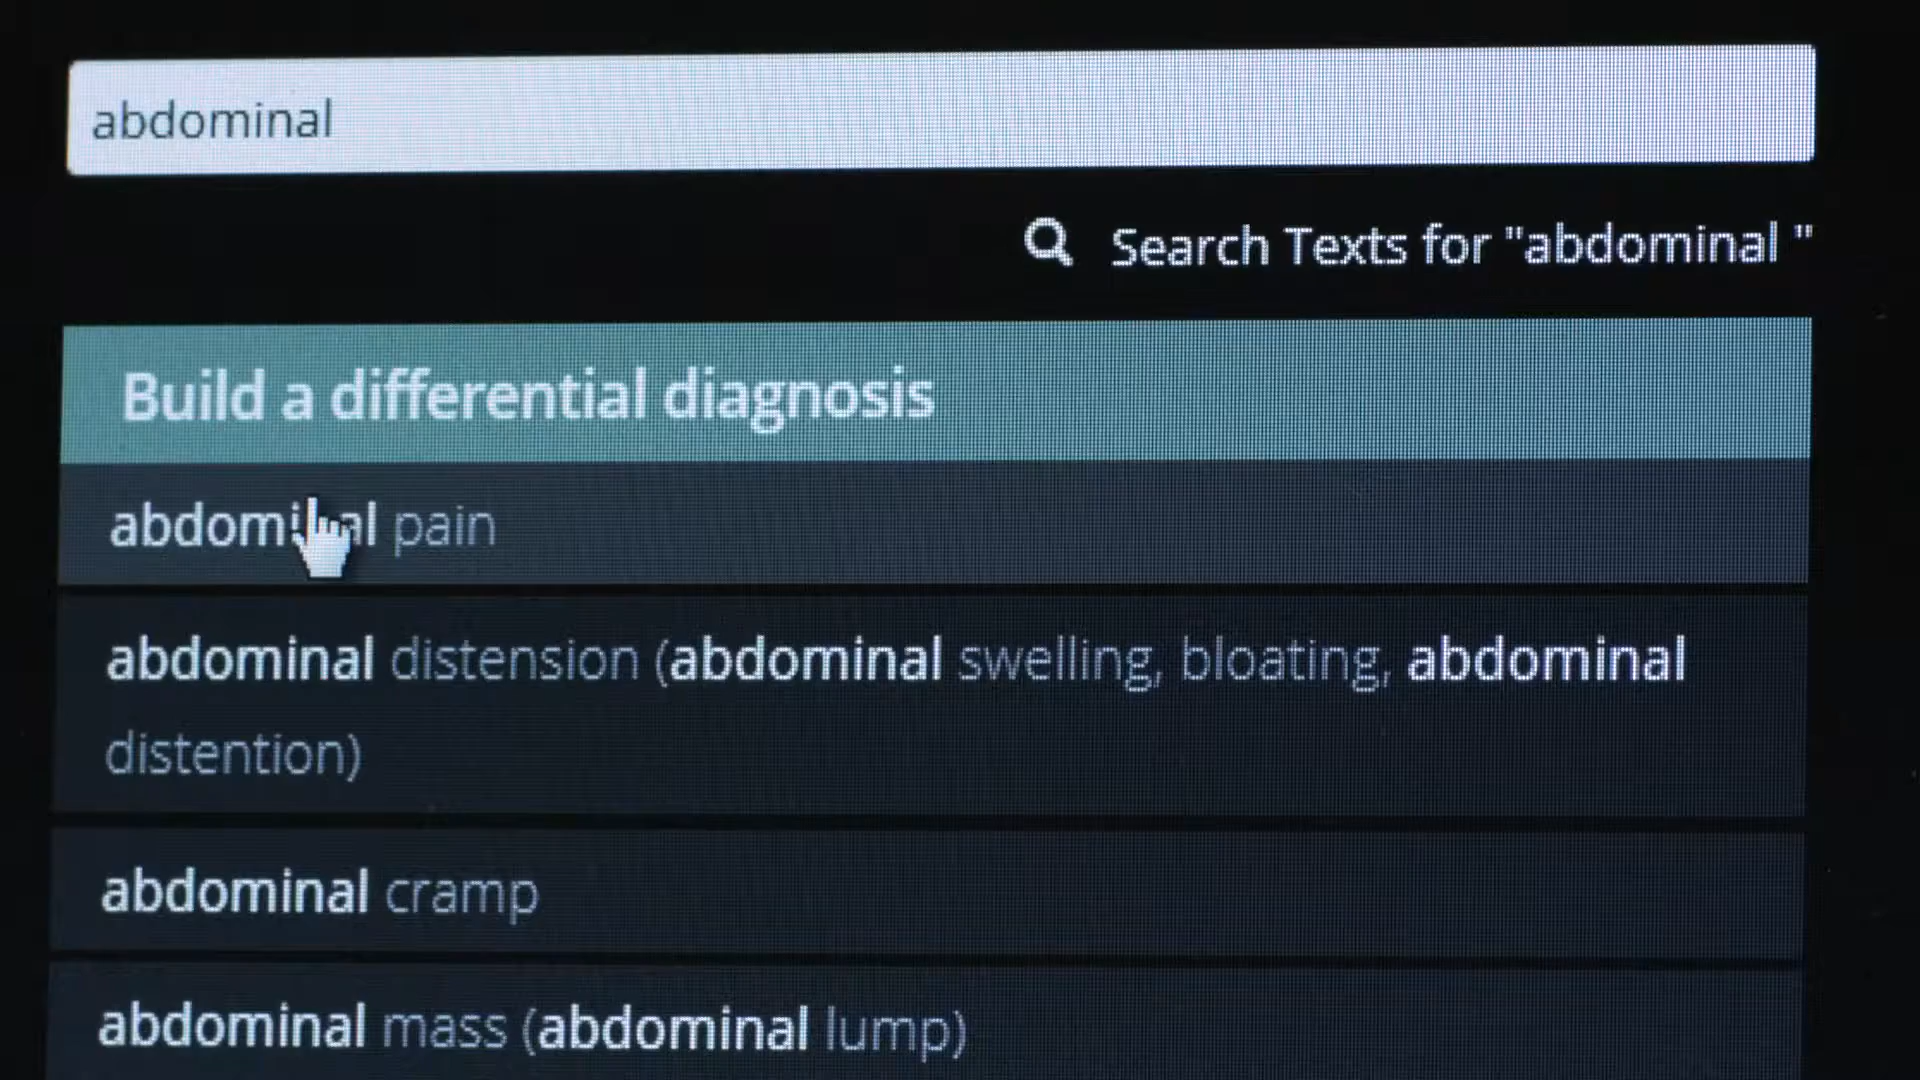 abdominal
Search Texts for "abdominal "
Build a differential diagnosis
abdominal pain
abdominal distension (abdominal swelling, bloating, abdominal
distention)
abdominal cramp
abdominal mass (abdominal lump)